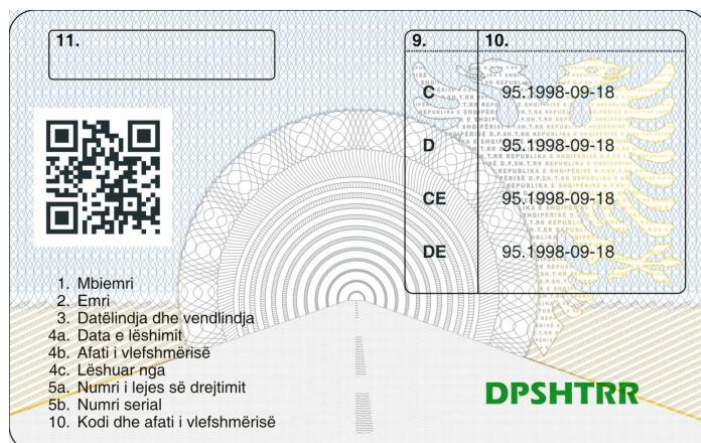 11.
9. 10.
C 95.1998-09-18
D 95.1998-09-18
CE 95.1998-09-18
DE 95.1998-09-18
1. Mbiemri
2. Emri
3. Datëlindja dhe vendlindja
4a. Data e lëshimit
4b. Afati i vlefshmërisë
4c. Lëshuar nga
5a. Numri i lejes së drejtimit
5b. Numri serial
10. Kodi dhe afati i vlefshmërisë
DPSHTRR